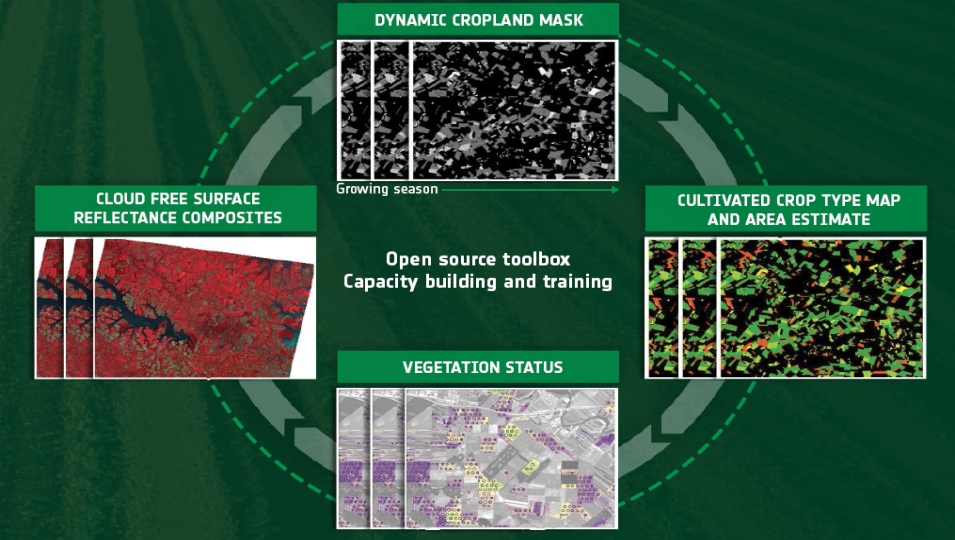 DYNAMIC CROPLAND MASK
Growing season
CLOUD FREE SURFACE
REFLECTANCE COMPOSITES
CULTIVATED CROP TYPE MAP
AND AREA ESTIMATE
Open source toolbox
Capacity building and training
VEGETATION STATUS